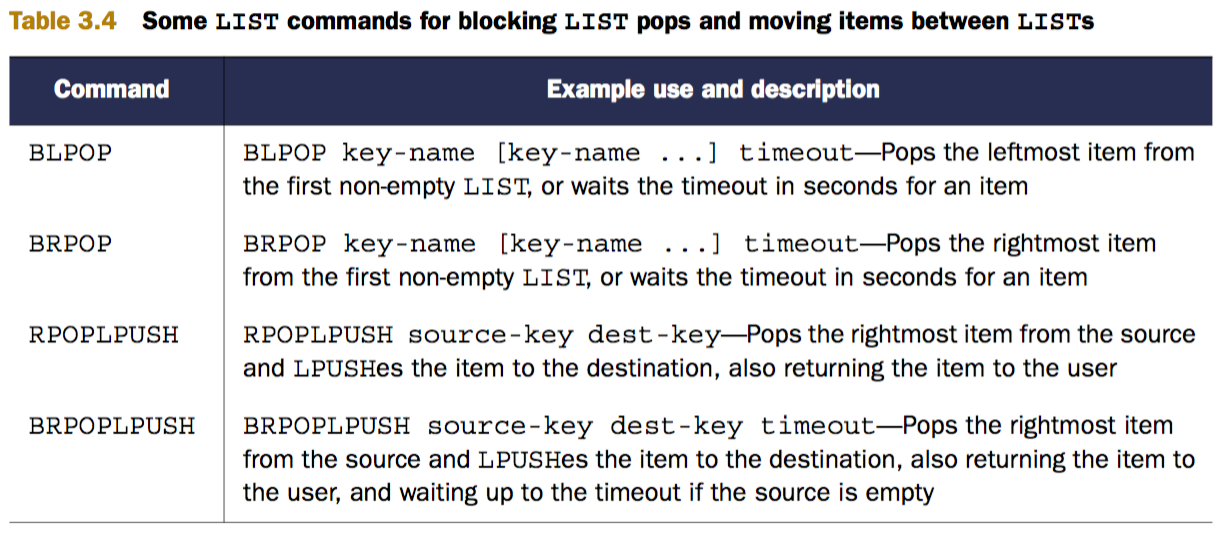 Table 3.4 Some LIST commands for blocking LIST pops and moving items between LISTs
Command Example use and description
BLPOP BLPOP key-name [key-name ...] timeout—Pops the leftmost item from
the first non-empty LIST, or waits the timeout in seconds for an item
BRPOP BRPOP key-name [key-name ...] timeout—Pops the rightmost item
from the first non-empty LIST, or waits the timeout in seconds for an item
RPOPLPUSH RPOPLPUSH source-key dest-key—Pops the rightmost item from the source
and LPUSHes the item to the destination, also returning the item to the user
BRPOPLPUSH BRPOPLPUSH source-key dest-key timeout—Pops the rightmost item
from the source and LPUSHes the item to the destination, also returning the item to
the user, and waiting up to the timeout if the source is empty